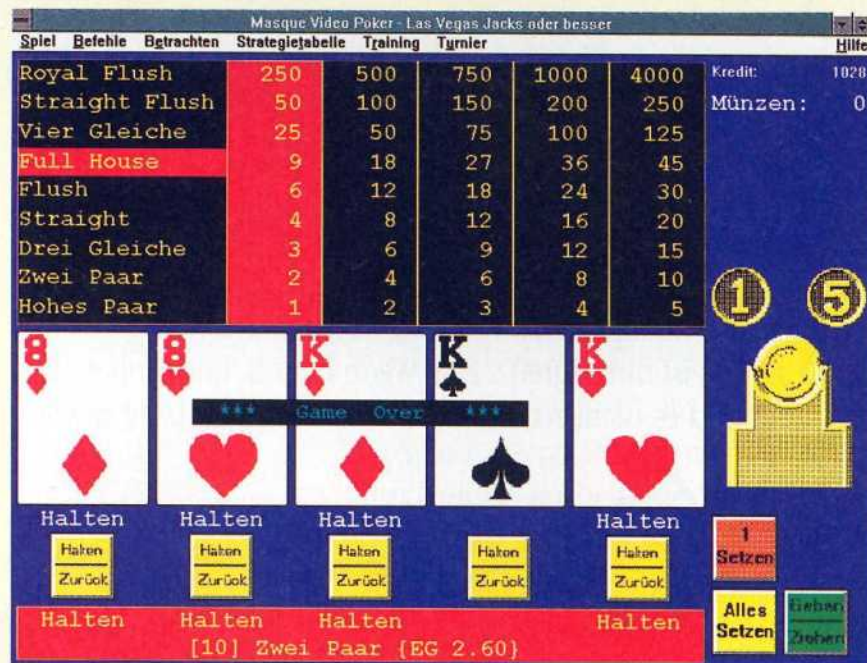 Masque Video Poker - Las Vegas Jacks oder besser
Spiel Befehle Betrachten Strategietabelle Training Turnier Hilfe
Royal Flush 250 500 750 1000 4000
Straight Flush 50 100 150 200 250
Vier Gleiche 25 50 75 100 125
Full House 9 18 27 36 45
Flush 6 12 18 24 30
Straight 4 8 12 16 20
Drei Gleiche 3 6 9 12 15
Zwei Paar 2 4 6 8 10
Hohes Paar 1 2 3 4 5
Kredit: 1028
Münzen: 0
1 5
8 8 K K K
*** Game Over ***
Halten Halten Halten Halten
Halten Halten Halten Halten Halten
Zurück Zurück Zurück Zurück Zurück
1
Setzen
Alles
Setzen
Geben
Ziehen
Halten Halten Halten Halten
[10] Zwei Paar {EG 2.60}